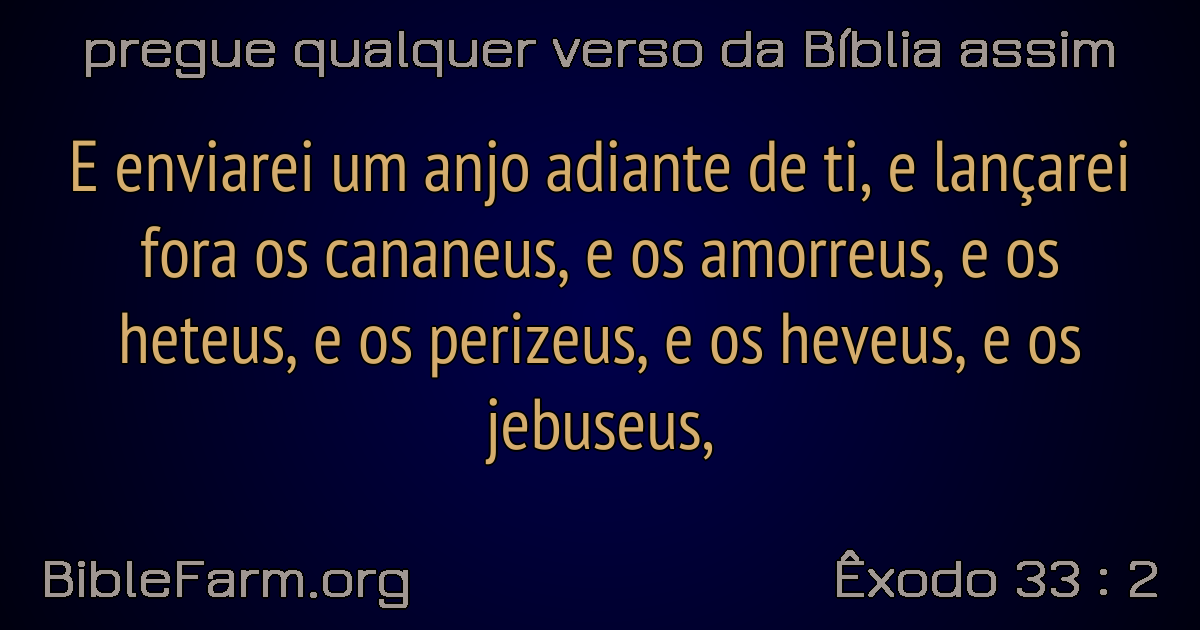 pregue qualquer verso da Bíblia assim
E enviarei um anjo adiante de ti, e lançarei
fora os cananeus, e os amorreus, e os
heteus, e os perizeus, e os heveus, e os
jebuseus,
BibleFarm.org
Êxodo 33 : 2